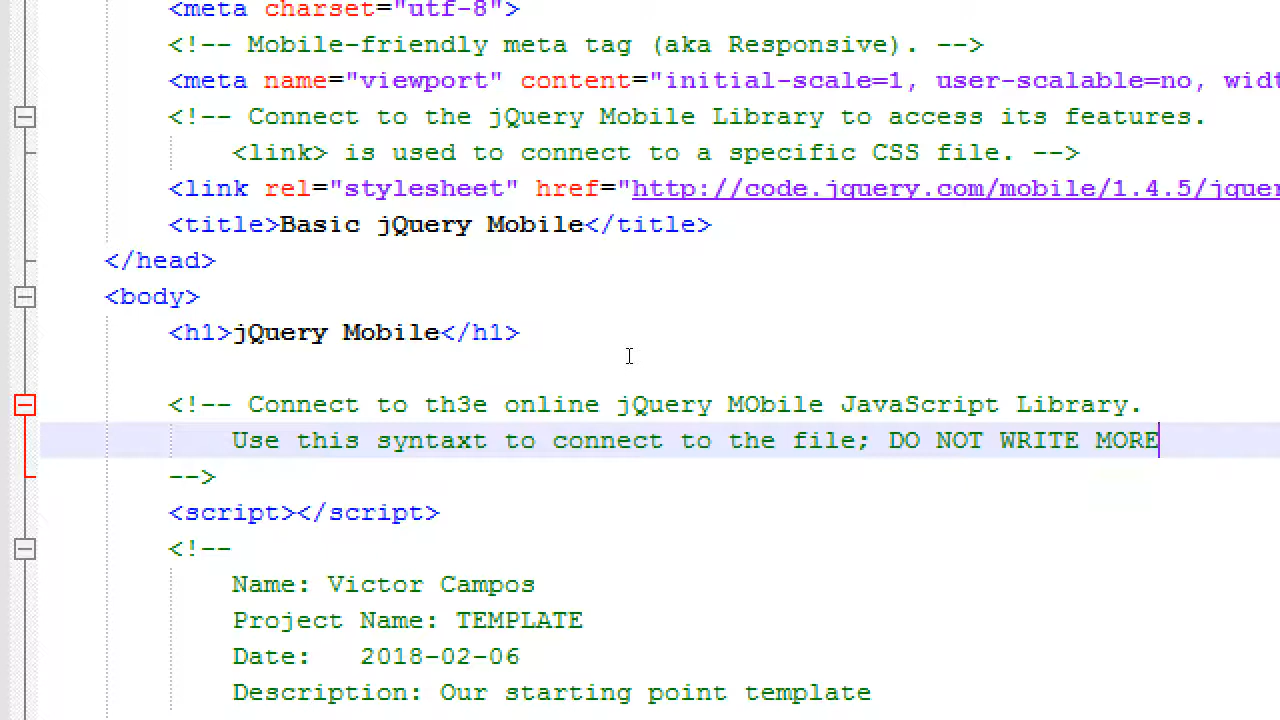 <meta charset="utf-8">
<!-- Mobile-friendly meta tag (aka Responsive). -->
<meta name="viewport" content="initial-scale=1, user-scalable=no, widt
<!-- Connect to the jQuery Mobile Library to access its features.
<link> is used to connect to a specific CSS file. -->
<link rel="stylesheet" href="http://code.jquery.com/mobile/1.4.5/jquer
<title>Basic jQuery Mobile</title>
</head>
<body>
<h1>jQuery Mobile</h1>
<!-- Connect to th3e online jQuery MObile JavaScript Library.
Use this syntaxt to connect to the file; DO NOT WRITE MORE
-->
<script></script>
<!--
Name: Victor Campos
Project Name: TEMPLATE
Date: 2018-02-06
Description: Our starting point template